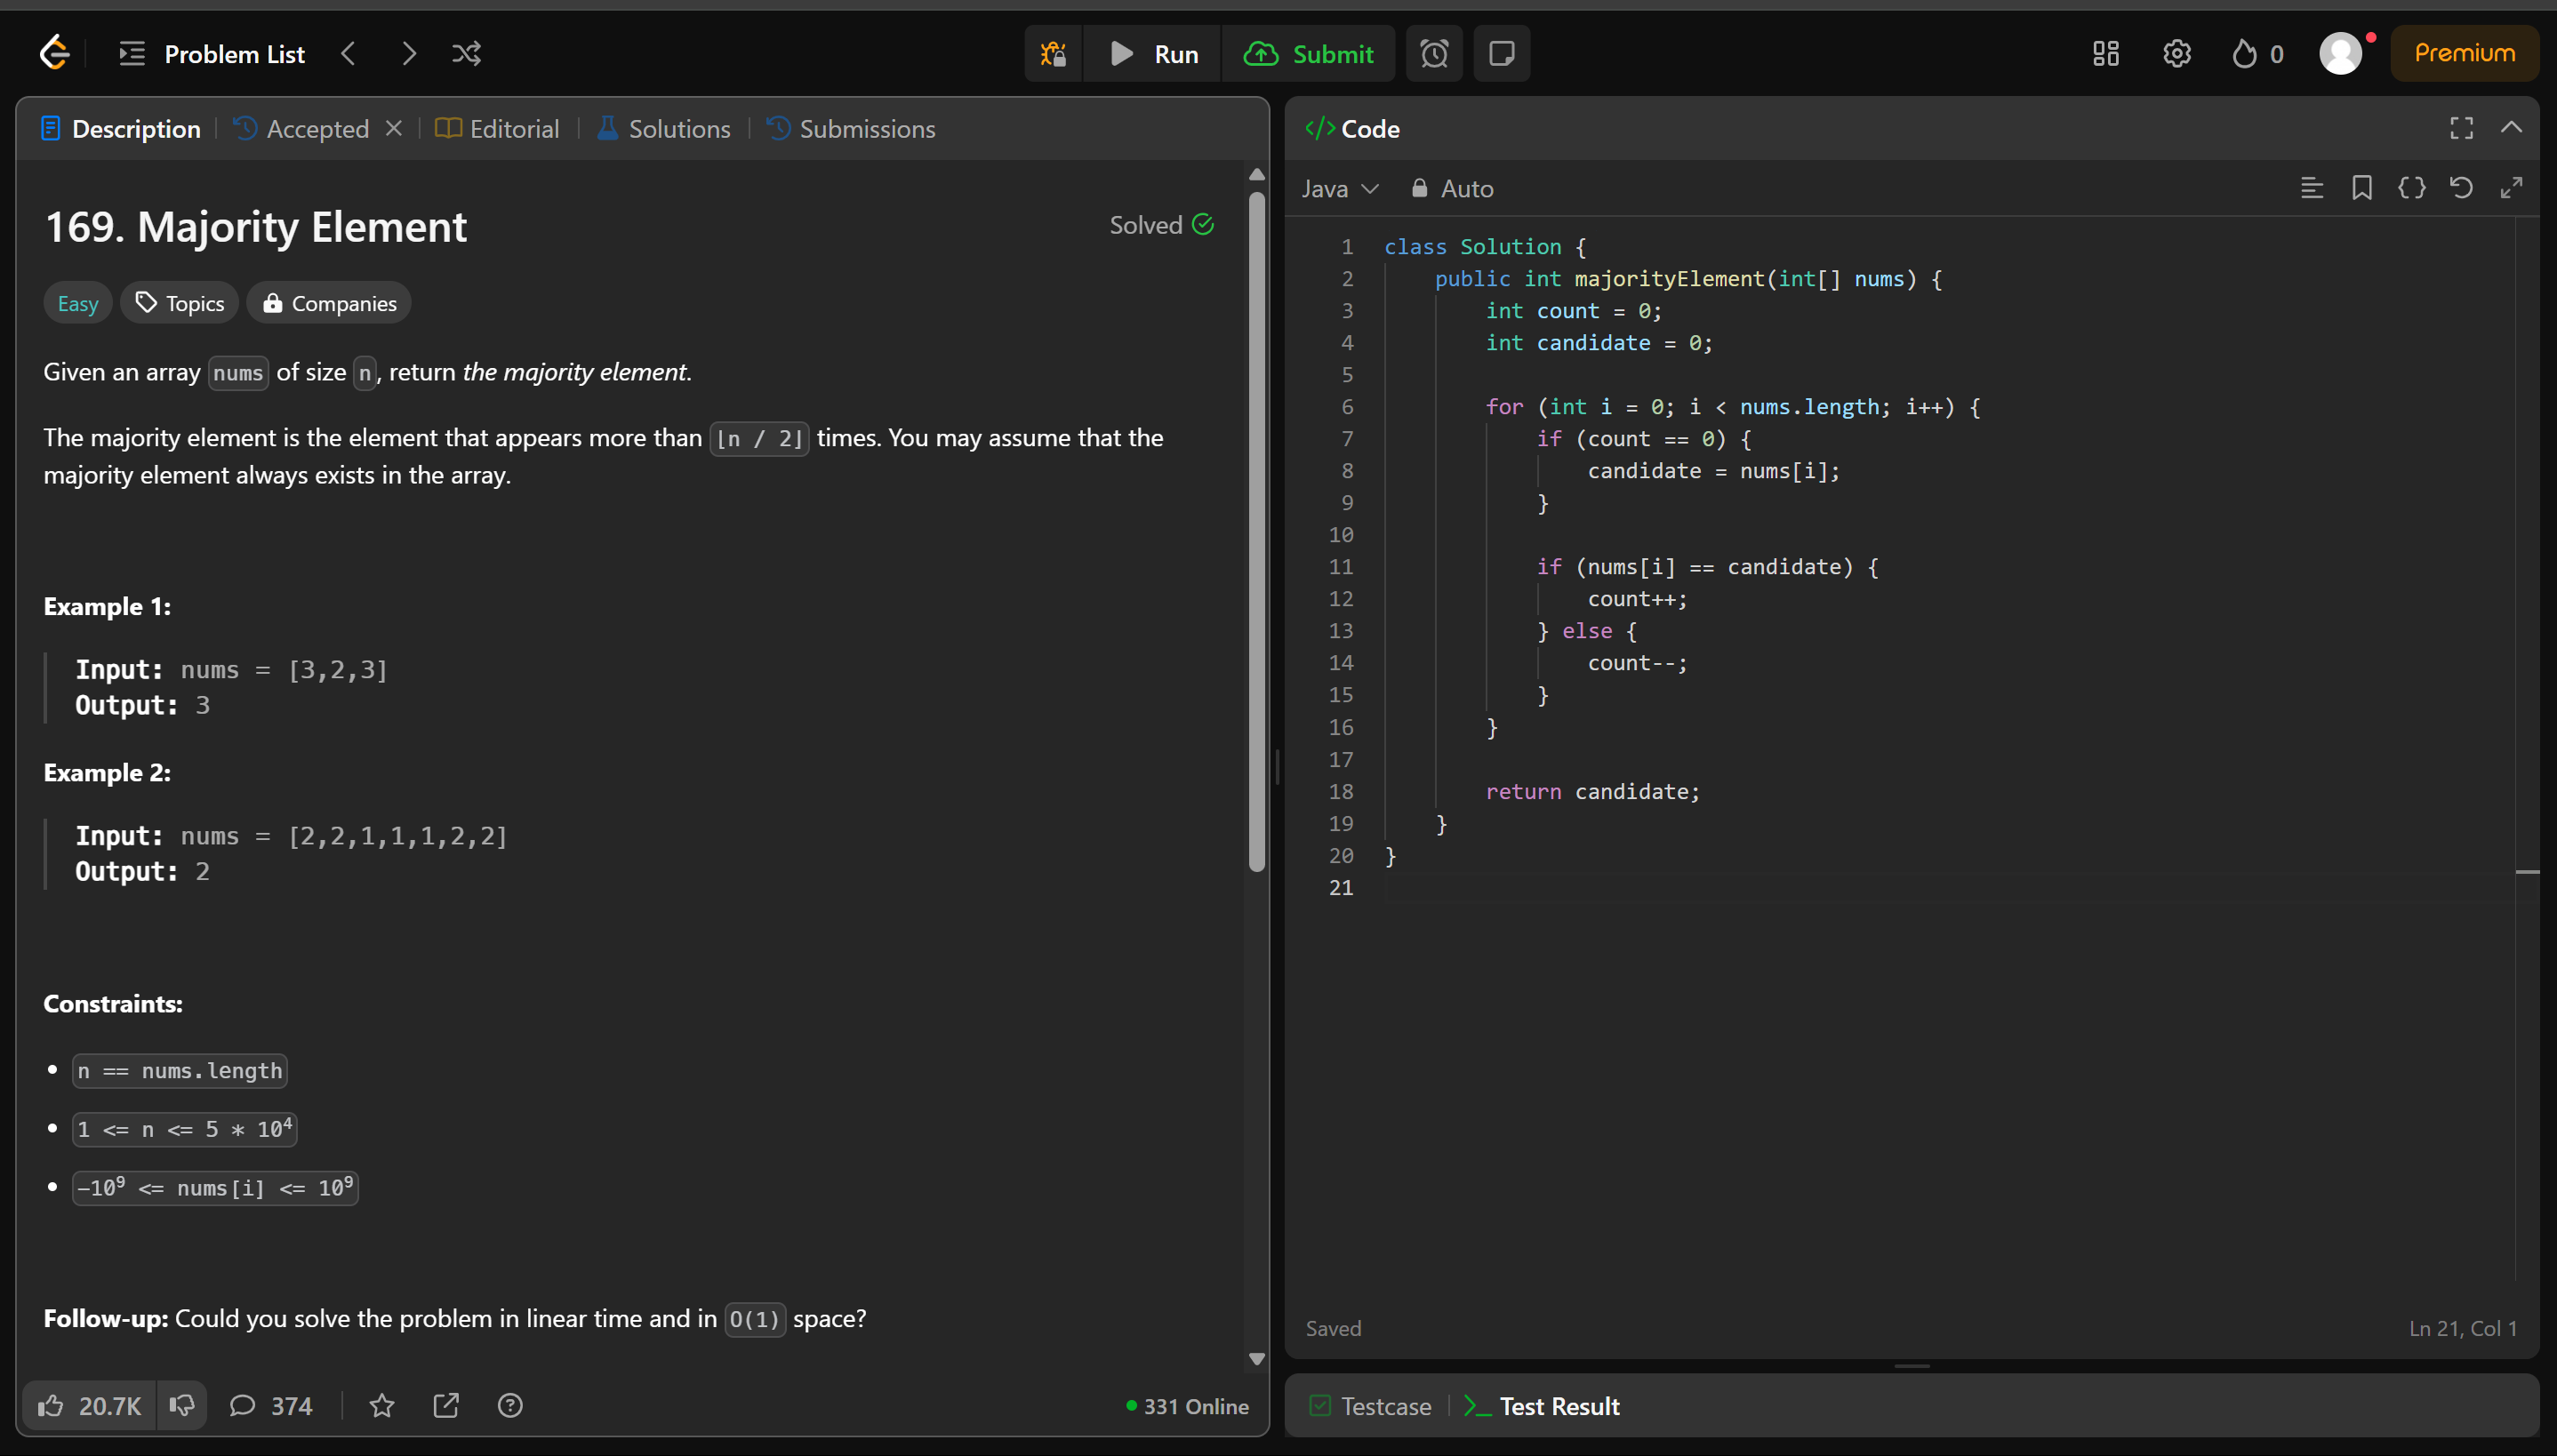 Problem List
Run
Submit
0
Premium
Description
Accepted
Editorial
Solutions
Submissions
169. Majority Element
Solved
Easy
Topics
Companies
Given an array nums of size n, return the majority element.
The majority element is the element that appears more than ⌊n / 2⌋ times. You may assume that the
majority element always exists in the array.
Example 1:
Input: nums = [3,2,3]
Output: 3
Example 2:
Input: nums = [2,2,1,1,1,2,2]
Output: 2
Constraints:
• n == nums.length
• 1 <= n <= 5 * 10⁴
• -10⁹ <= nums[i] <= 10⁹
Follow-up: Could you solve the problem in linear time and in O(1) space?
20.7K
374
331 Online
</> Code
Java
Auto
1 class Solution {
2     public int majorityElement(int[] nums) {
3         int count = 0;
4         int candidate = 0;
5
6         for (int i = 0; i < nums.length; i++) {
7             if (count == 0) {
8                 candidate = nums[i];
9             }
10
11             if (nums[i] == candidate) {
12                 count++;
13             } else {
14                 count--;
15             }
16         }
17
18         return candidate;
19     }
20 }
21
Saved
Ln 21, Col 1
Testcase
Test Result